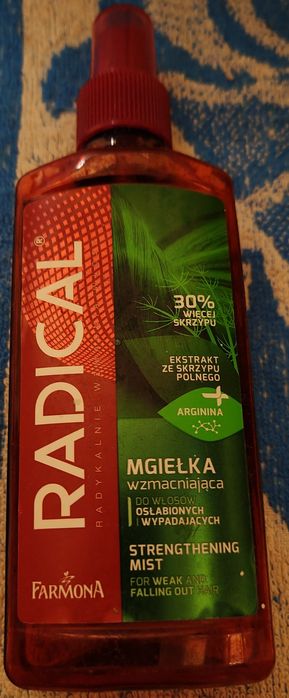 RADICAL®
RADYKALNIE W
30%
WIĘCEJ
SKRZYPU
EKSTRAKT
ZE SKRZYPU
POLNEGO
+
ARGININA
MGIEŁKA
wzmacniająca
DO WŁOSÓW
OSŁABIONYCH
I WYPADAJĄCYCH
STRENGTHENING
MIST
FOR WEAK AND
FALLING OUT HAIR
FARMONA